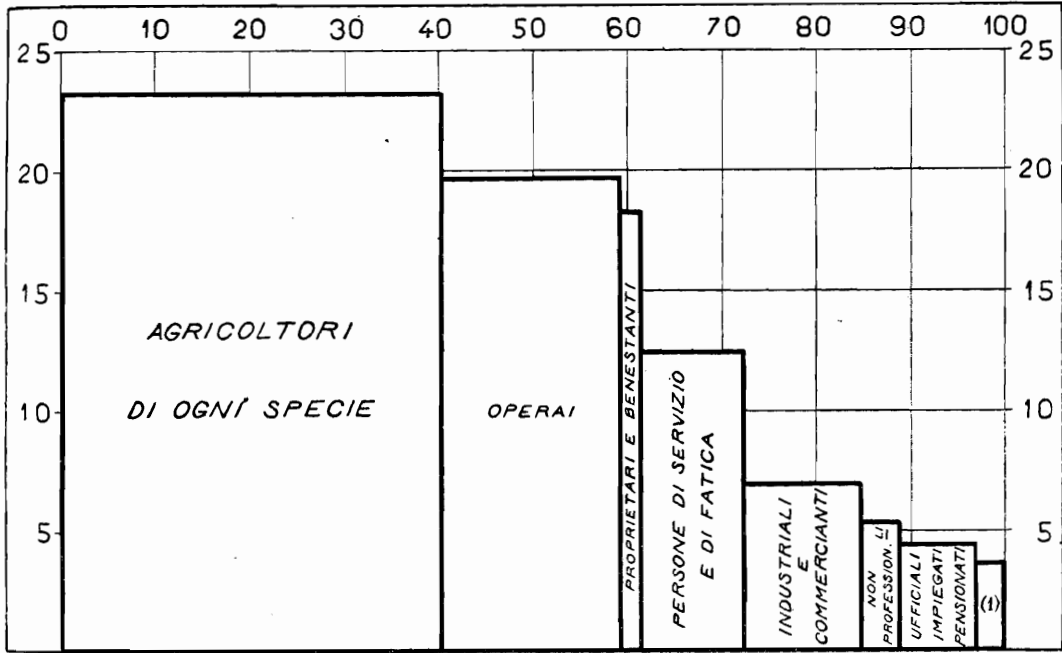 0 10 20 30 40 50 60 70 80 90 100
25 25
20 20
15 15
10 10
5 5
AGRICOLTORI
DI OGNI SPECIE
OPERAI
PROPRIETARI E BENESTANTI
PERSONE DI SERVIZIO
E DI FATICA
INDUSTRIALI
E
COMMERCIANTI
NON
PROFESSION.LI
UFFICIALI
IMPIEGATI
PENSIONATI
(1)